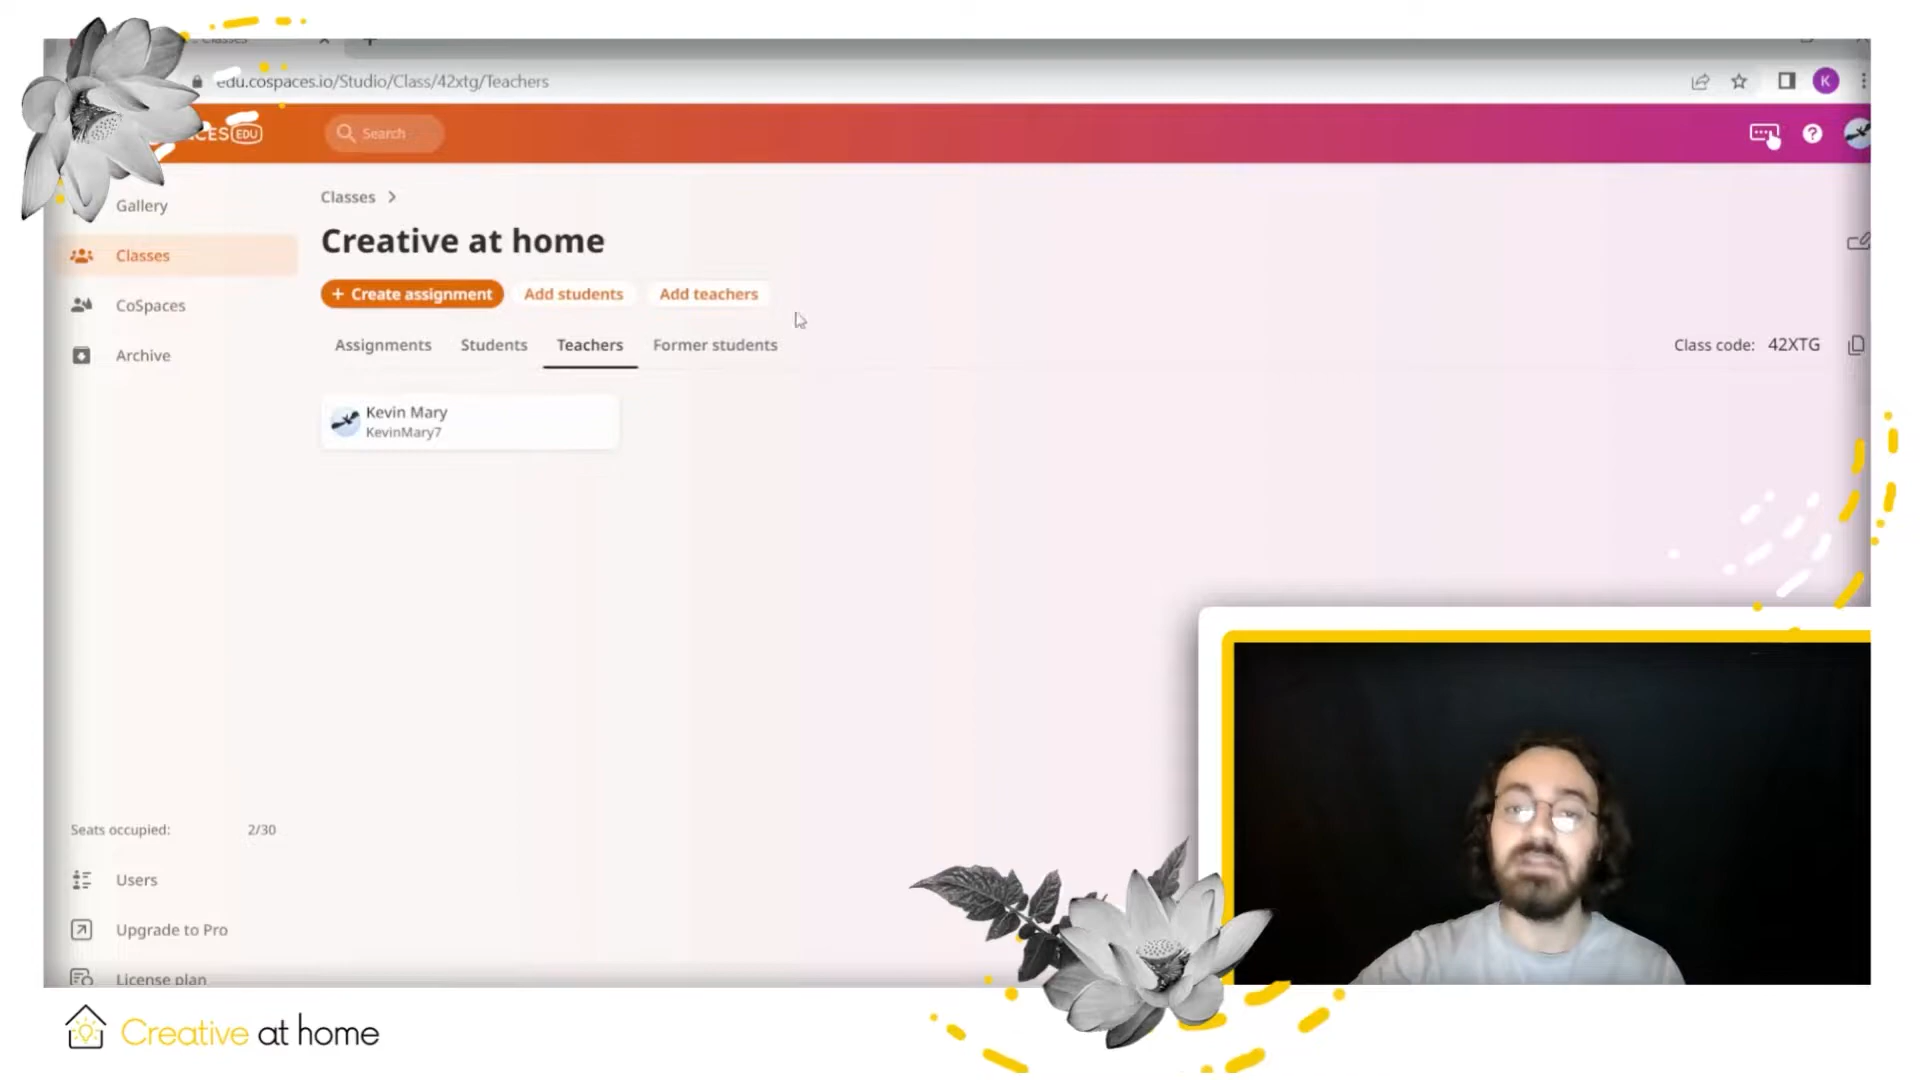 edu.cospaces.io/Studio/Class/42xtg/Teachers
K
EDU
Search
Gallery
Classes
CoSpaces
Archive
Classes
Creative at home
+ Create assignment
Add students
Add teachers
Assignments
Students
Teachers
Former students
Class code: 42XTG
Kevin Mary
KevinMary7
Seats occupied: 2/30
Users
Upgrade to Pro
License plan
Creative at home